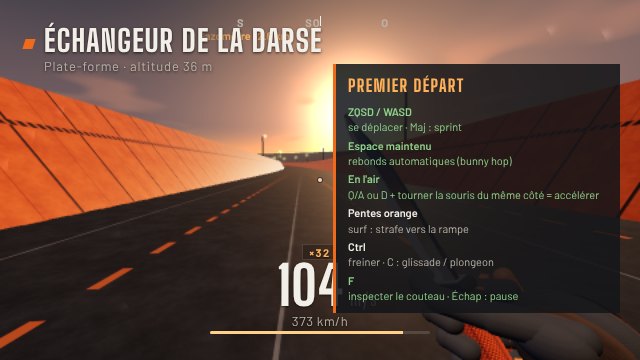 S
Sol
O
ÉCHANGEUR DE LA DARSE
Plate-forme · altitude 36 m
PREMIER DÉPART
ZQSD / WASD
se déplacer · Maj : sprint
Espace maintenu
rebonds automatiques (bunny hop)
En l'air
Q/A ou D + tourner la souris du même côté = accélérer
Pentes orange
surf : strafe vers la rampe
Ctrl
freiner · C : glissade / plongeon
F
inspecter le couteau · Échap : pause
×32
104
373 km/h